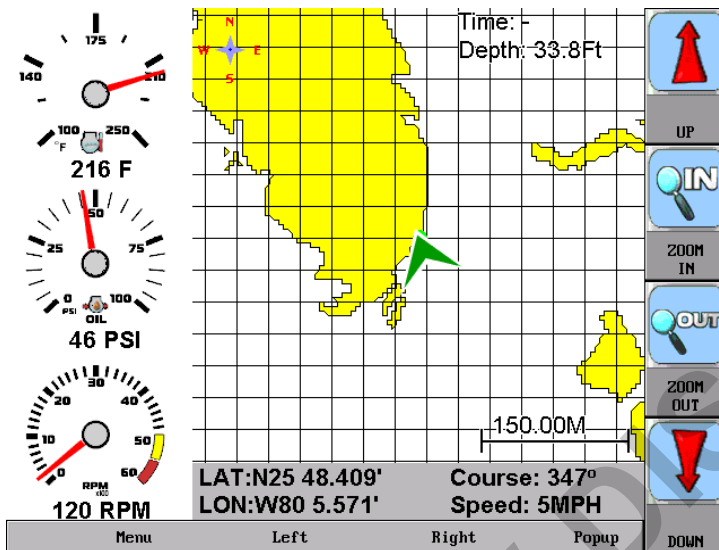 175
140
210
100
250
°F
216 F
50
25
75
0
100
PSI
OIL
46 PSI
30
20
40
10
50
0
60
RPM
x100
120 RPM
N
W E
S
Time: -
Depth: 33.8Ft
150.00M
LAT:N25 48.409' Course: 347º
LON:W80 5.571' Speed: 5MPH
UP
IN
ZOOM
IN
OUT
ZOOM
OUT
DOWN
Menu Left Right Popup